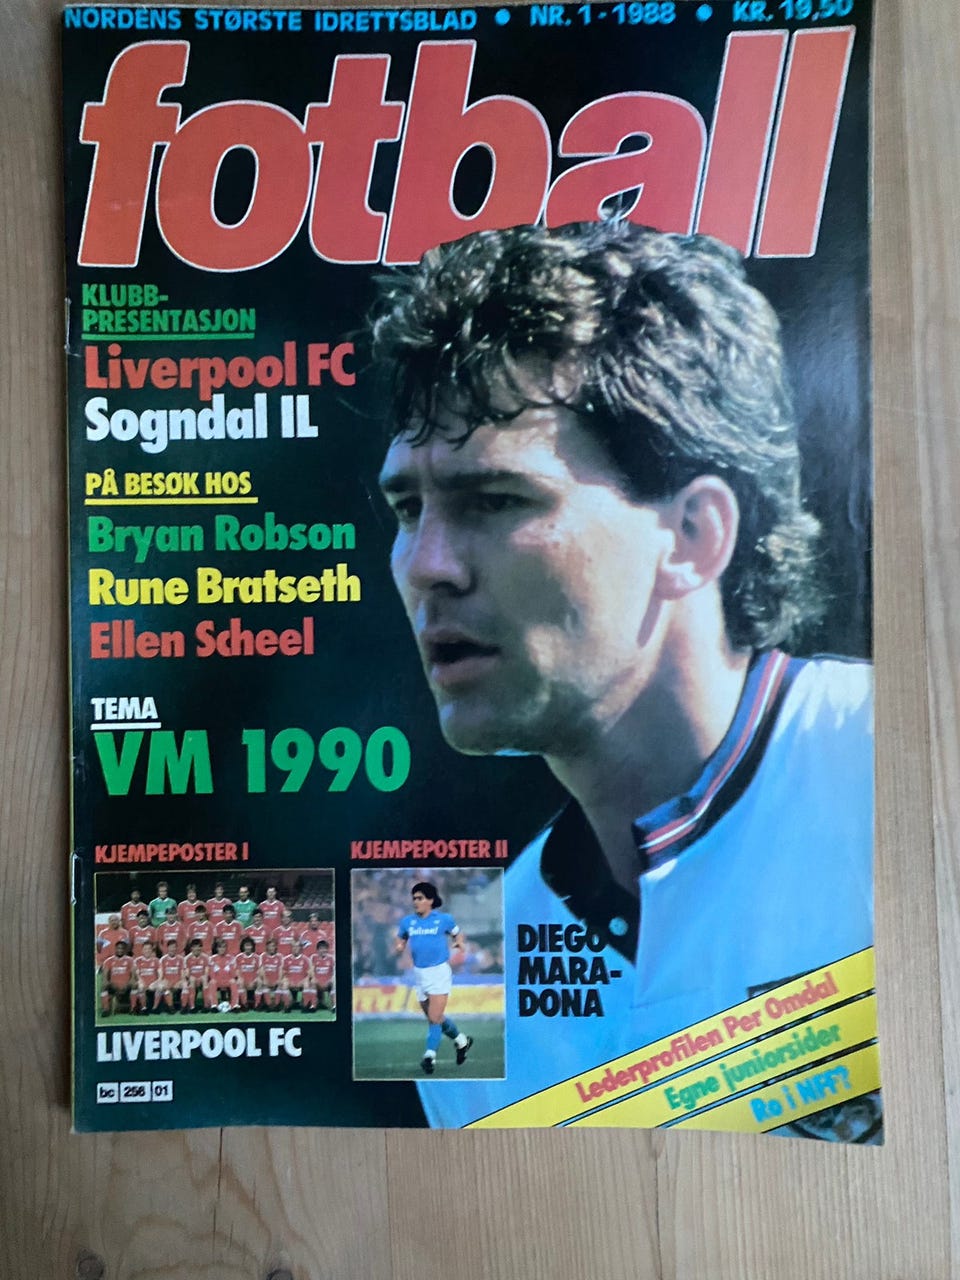 NORDENS STØRSTE IDRETTSBLAD • NR. 1 - 1988 • KR. 19,50
fotball
KLUBB-
PRESENTASJON
Liverpool FC
Sogndal IL
PÅ BESØK HOS
Bryan Robson
Rune Bratseth
Ellen Scheel
TEMA
VM 1990
KJEMPEPOSTER I
KJEMPEPOSTER II
Buitoni
DIEGO
MARA-
DONA
LIVERPOOL FC
Lederprofilen Per Omdal
Egne juniorsider
Ro i NFF?
bc 256 01